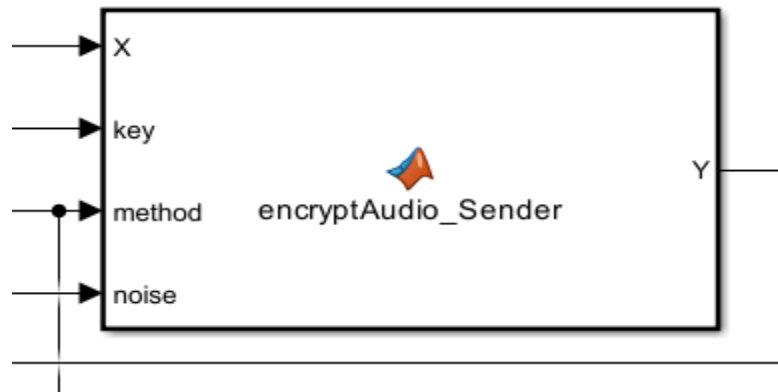 X
key
Y
method
encryptAudio_Sender
noise